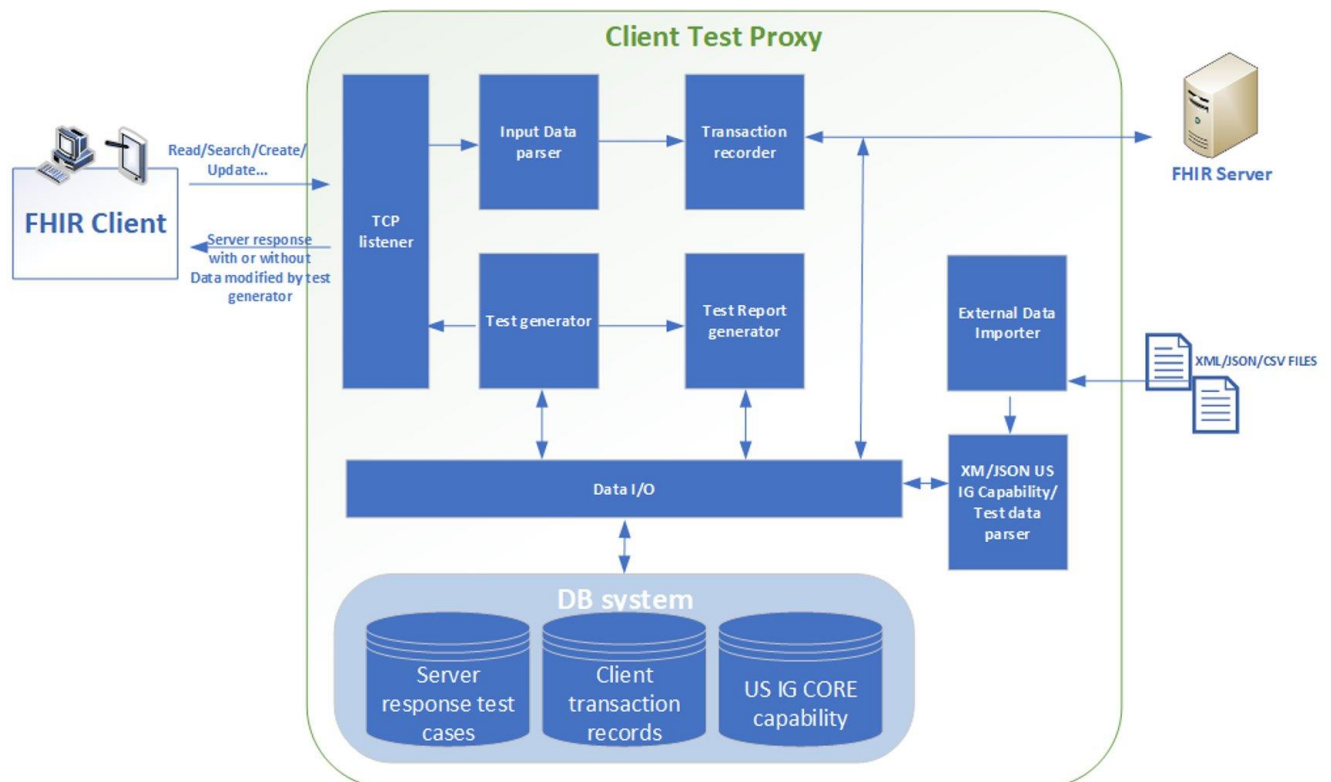 Client Test Proxy
Read/Search/Create/
Update...
FHIR Client
Server response
with or without
Data modified by test
generator
TCP
listener
Input Data
parser
Transaction
recorder
FHIR Server
Test generator
Test Report
generator
External Data
Importer
XML/JSON/CSV FILES
Data I/O
XM/JSON US
IG Capability/
Test data
parser
DB system
Server
response test
cases
Client
transaction
records
US IG CORE
capability